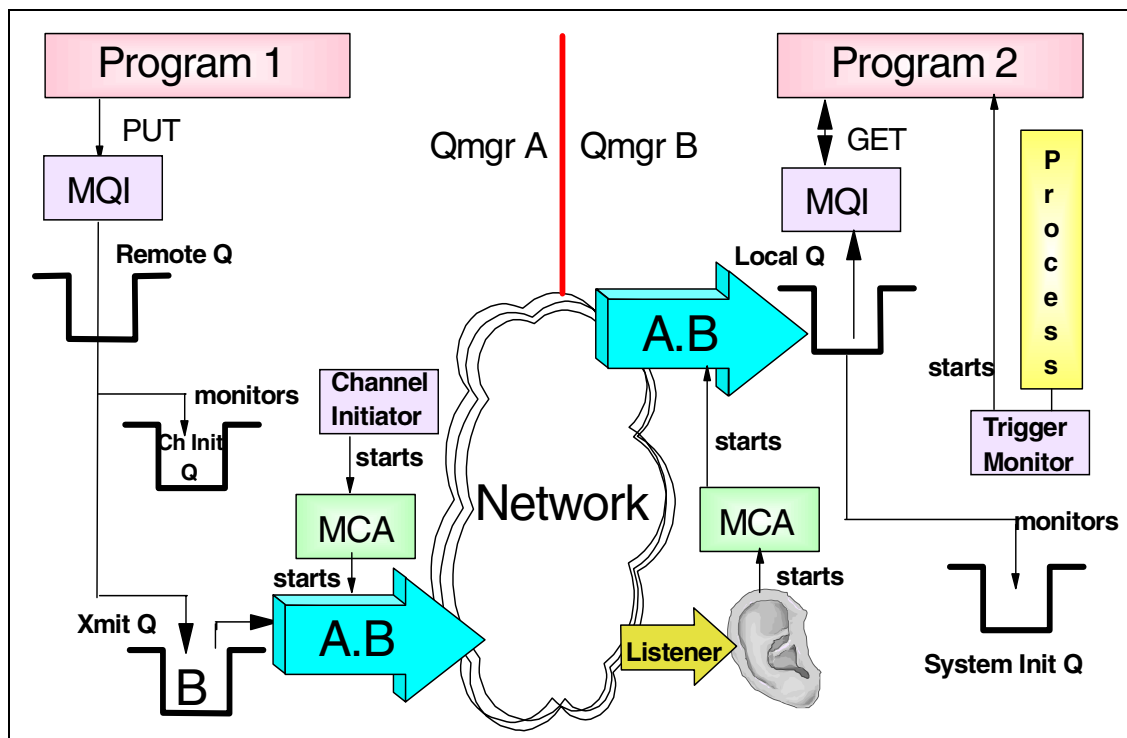 Program 1
PUT
MQI
Remote Q
monitors
Ch Init
Q
Channel
Initiator
starts
MCA
starts
Xmit Q
B
A.B
Qmgr A
Qmgr B
Network
Program 2
GET
MQI
Local Q
A.B
starts
MCA
starts
Listener
Process
starts
Trigger
Monitor
monitors
System Init Q